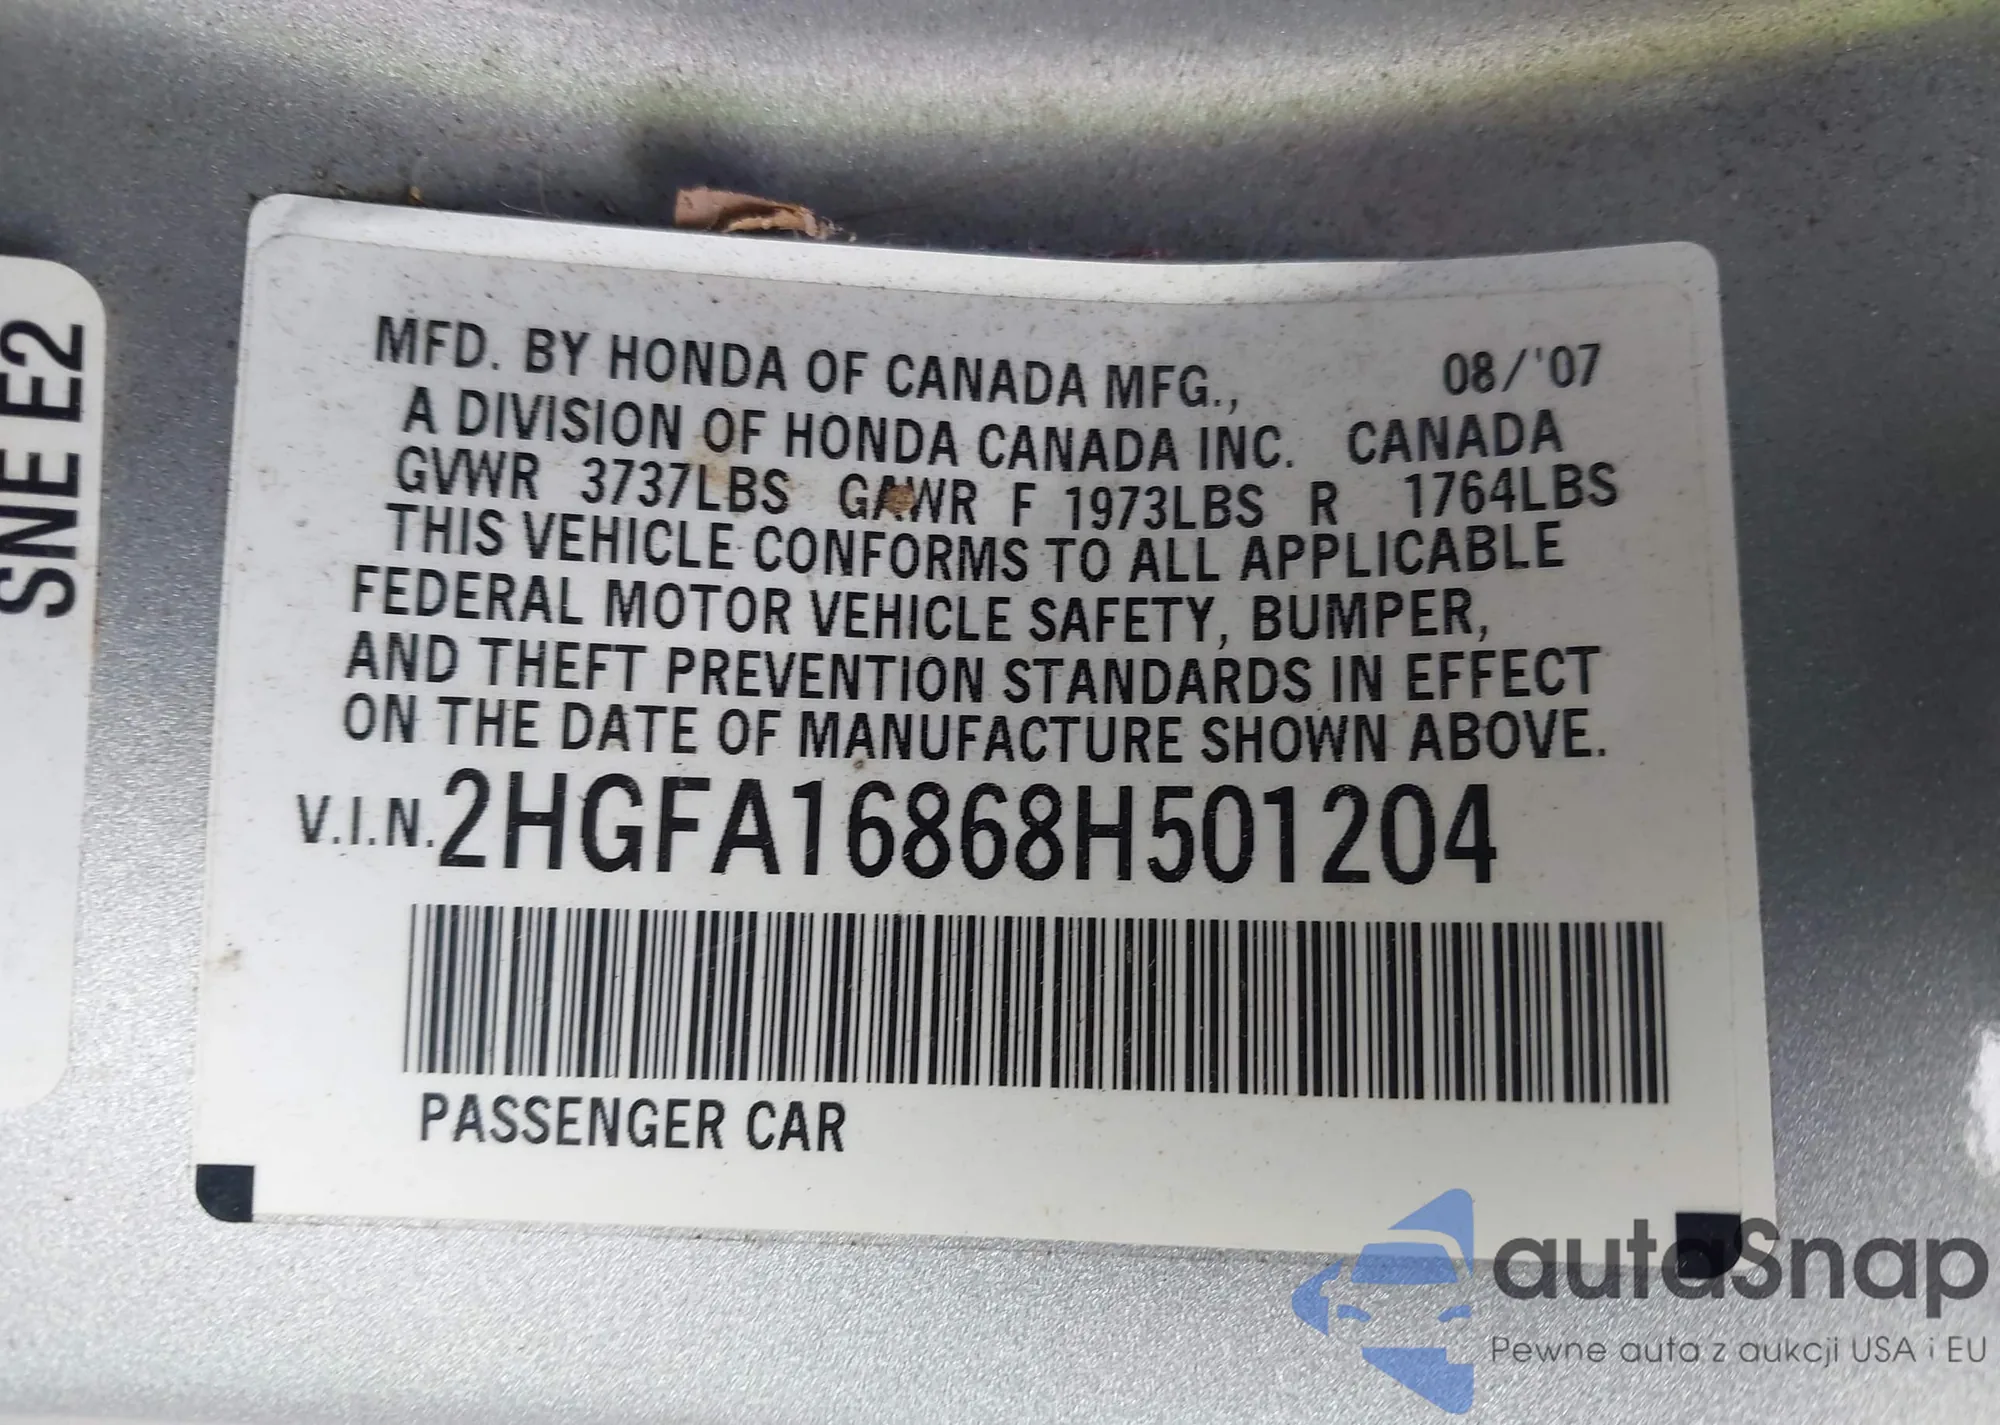 SNE E2
MFD. BY HONDA OF CANADA MFG., 08/'07
A DIVISION OF HONDA CANADA INC. CANADA
GVWR 3737LBS GAWR F 1973LBS R 1764LBS
THIS VEHICLE CONFORMS TO ALL APPLICABLE
FEDERAL MOTOR VEHICLE SAFETY, BUMPER,
AND THEFT PREVENTION STANDARDS IN EFFECT
ON THE DATE OF MANUFACTURE SHOWN ABOVE.
V.I.N. 2HGFA16868H501204
PASSENGER CAR
autoSnap
Pewne auta z aukcji USA i EU